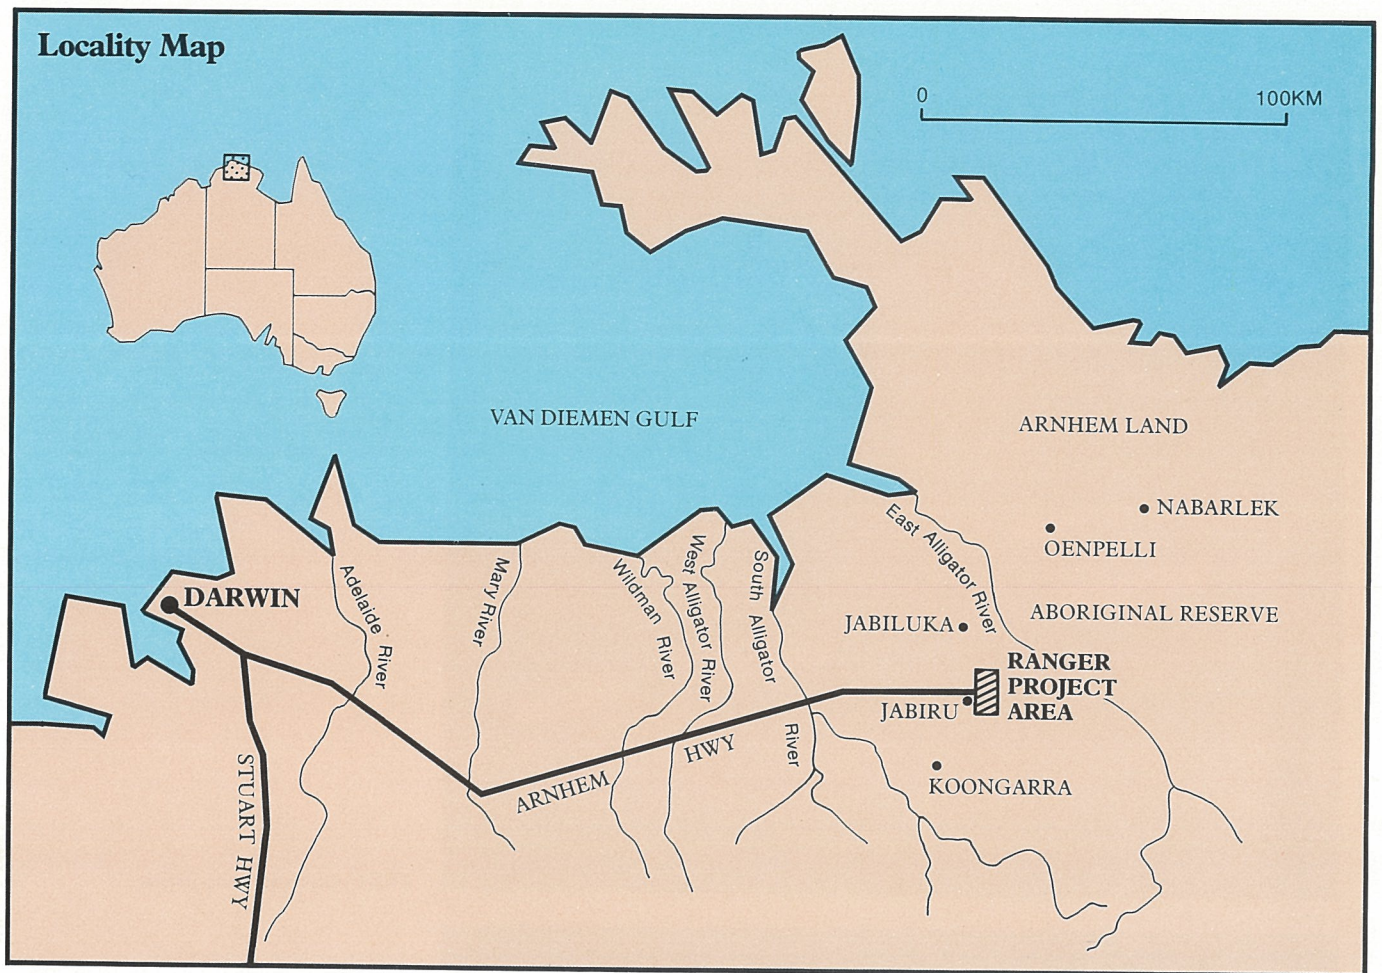 Locality Map
0
100KM
VAN DIEMEN GULF
ARNHEM LAND
NABARLEK
OENPELLI
East Alligator River
DARWIN
Adelaide River
Mary River
Wildman River
West Alligator River
South Alligator River
JABILUKA
ABORIGINAL RESERVE
RANGER
PROJECT
AREA
JABIRU
ARNHEM HWY
KOONGARRA
STUART HWY